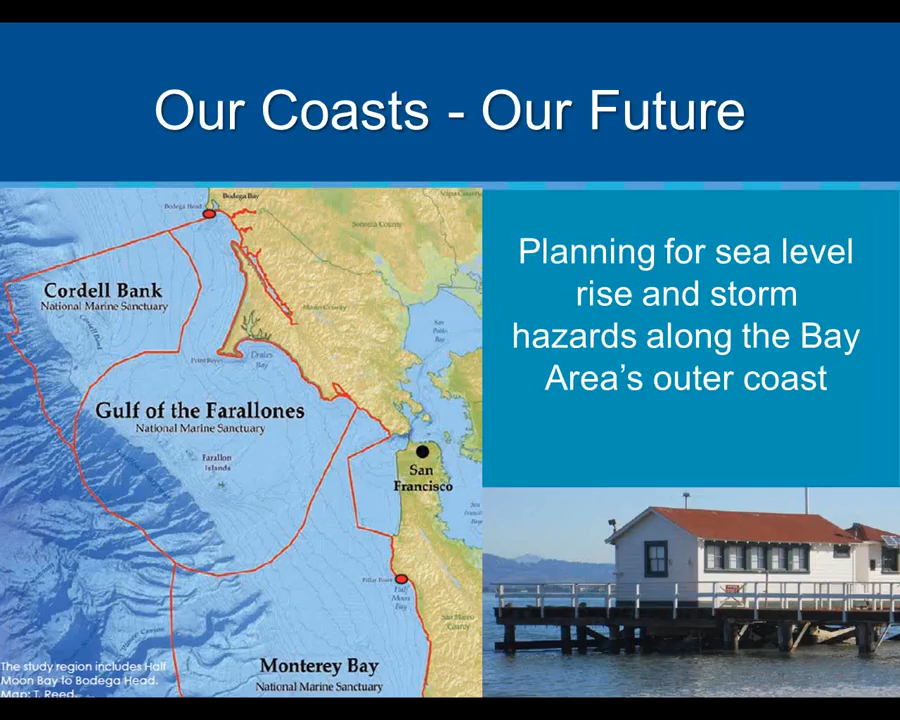 Our Coasts - Our Future
Planning for sea level
rise and storm
hazards along the Bay
Area’s outer coast
Bodega Bay
Bodega Head
Sonoma County
Cordell Bank
National Marine Sanctuary
Cordell Bank
Marin County
San
Pablo
Bay
Point Reyes
Drakes
Bay
Gulf of the Farallones
National Marine Sanctuary
Farallon
Islands
San
Francisco
San
Bay
Pillar Point
Half
Moon
Bay
San Mateo
County
Monterey Bay
National Marine Sanctuary
The study region includes Half
Moon Bay to Bodega Head.
Map: T. Reed